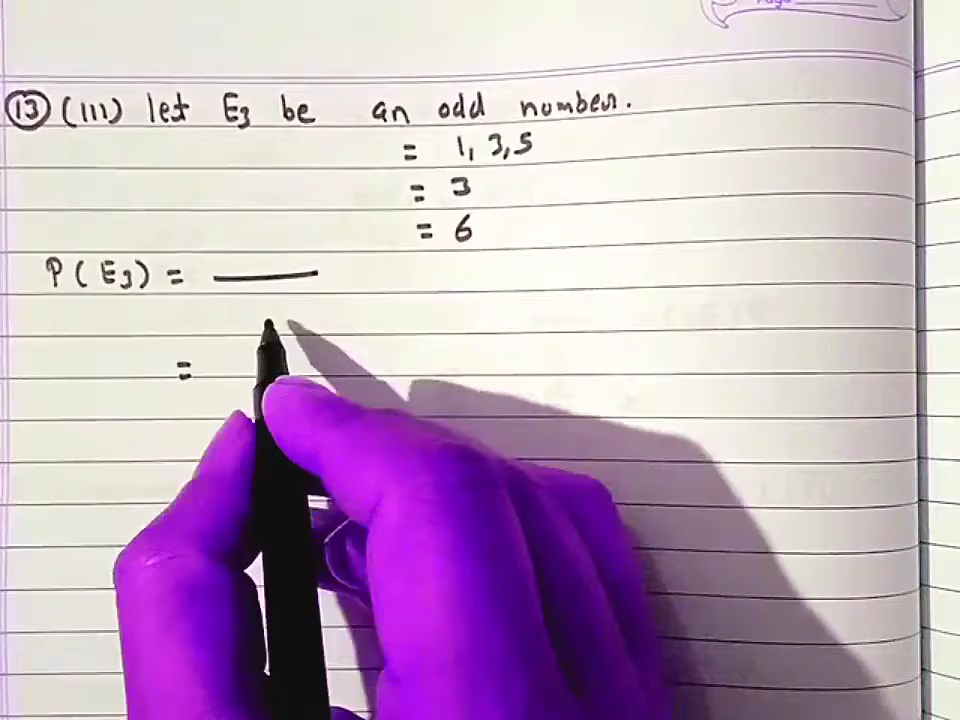 13 (III) let E3 be an odd number.
= 1, 3, 5
= 3
= 6
P(E3) =
=